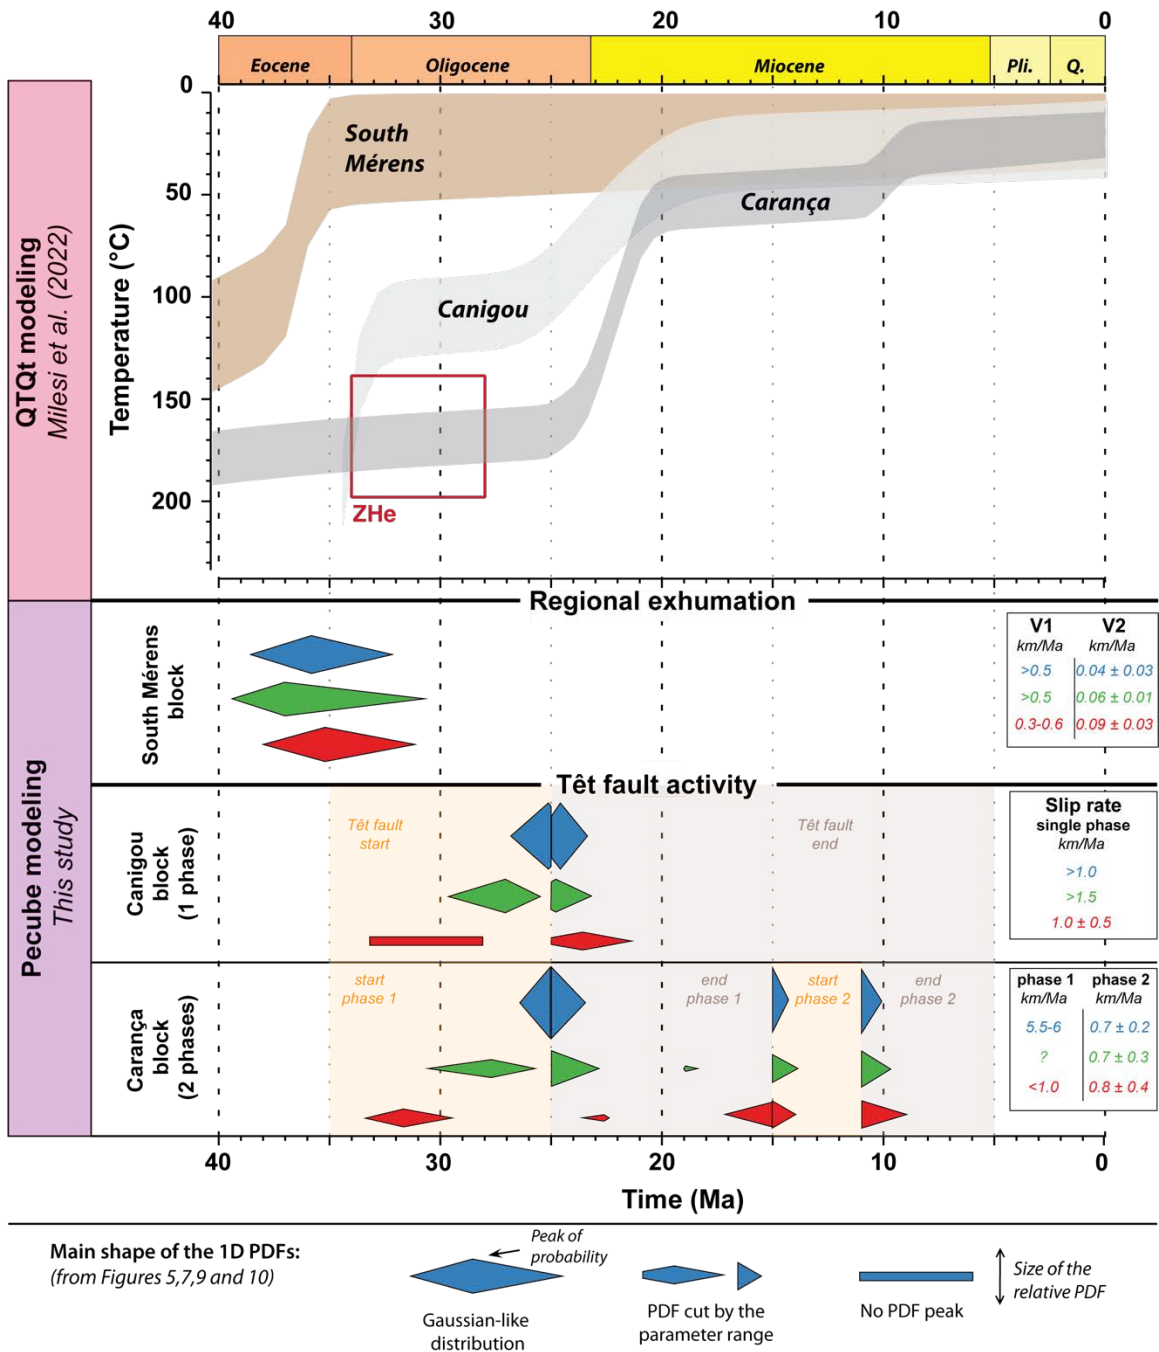 40 30 20 10 0
Eocene Oligocene Miocene Pli. Q.
QTQt modeling
Milesi et al. (2022)
Temperature (°C)
0
50
100
150
200
South
Mérens
Carança
Canigou
ZHe
Regional exhumation
Pecube modeling
This study
South Mérens
block
V1 V2
km/Ma km/Ma
>0.5 0.04 ± 0.03
>0.5 0.06 ± 0.01
0.3-0.6 0.09 ± 0.03
Têt fault activity
Canigou
block
(1 phase)
Têt fault
start
Têt fault
end
Slip rate
single phase
km/Ma
>1.0
>1.5
1.0 ± 0.5
Carança
block
(2 phases)
start
phase 1
end
phase 1
start
phase 2
end
phase 2
phase 1 phase 2
km/Ma km/Ma
5.5-6 0.7 ± 0.2
? 0.7 ± 0.3
<1.0 0.8 ± 0.4
40 30 20 10 0
Time (Ma)
Main shape of the 1D PDFs:
(from Figures 5,7,9 and 10)
Peak of
probability
Gaussian-like
distribution
PDF cut by the
parameter range
No PDF peak
Size of the
relative PDF